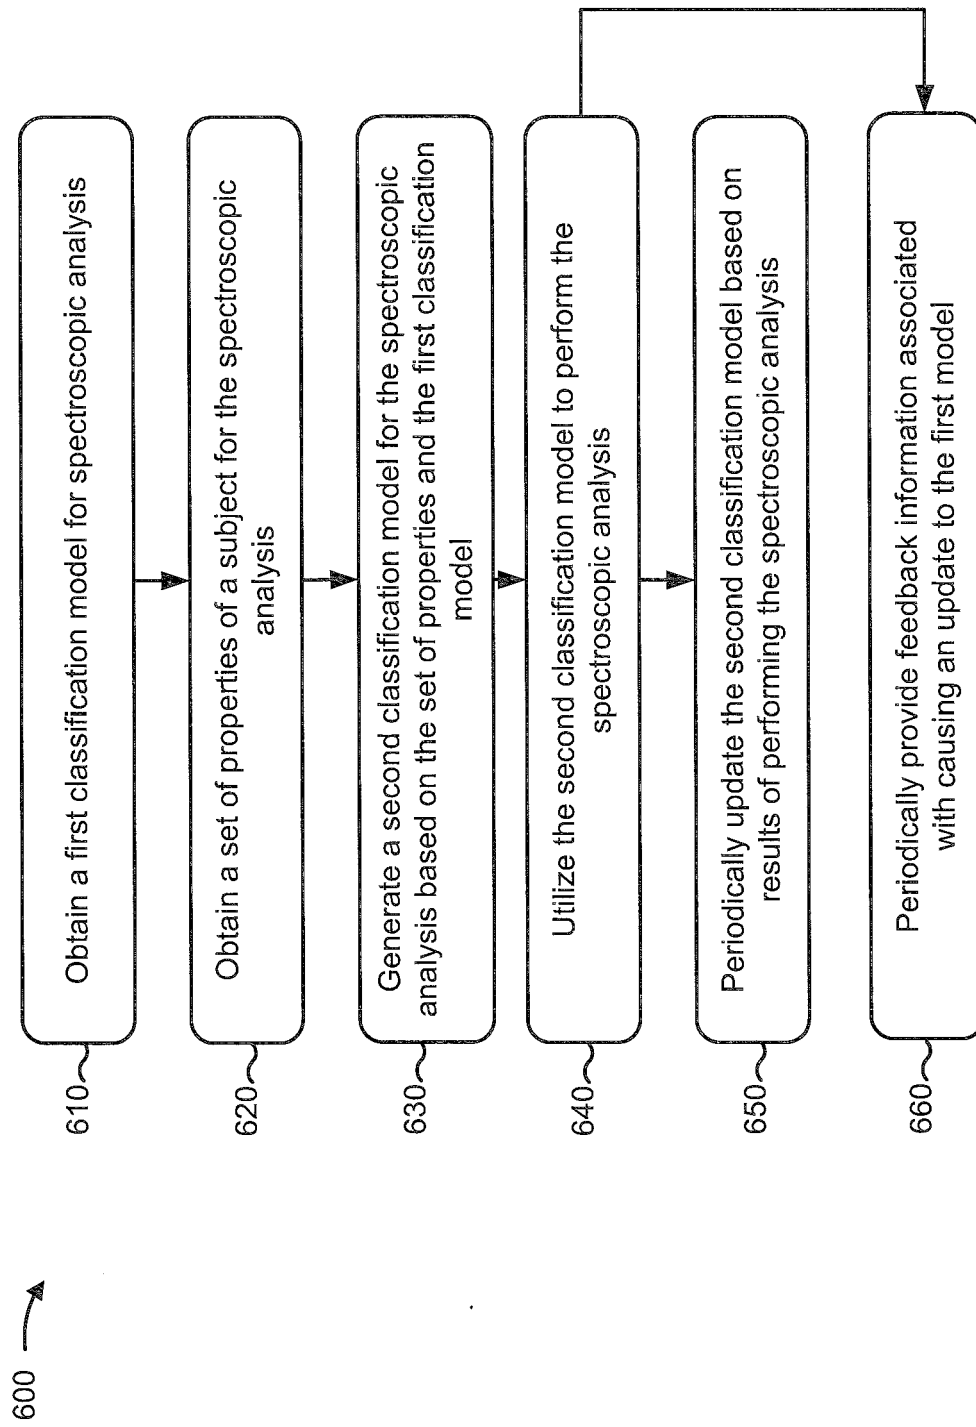 600
610
Obtain a first classification model for spectroscopic analysis
620
Obtain a set of properties of a subject for the spectroscopic
analysis
630
Generate a second classification model for the spectroscopic
analysis based on the set of properties and the first classification
model
640
Utilize the second classification model to perform the
spectroscopic analysis
650
Periodically update the second classification model based on
results of performing the spectroscopic analysis
660
Periodically provide feedback information associated
with causing an update to the first model